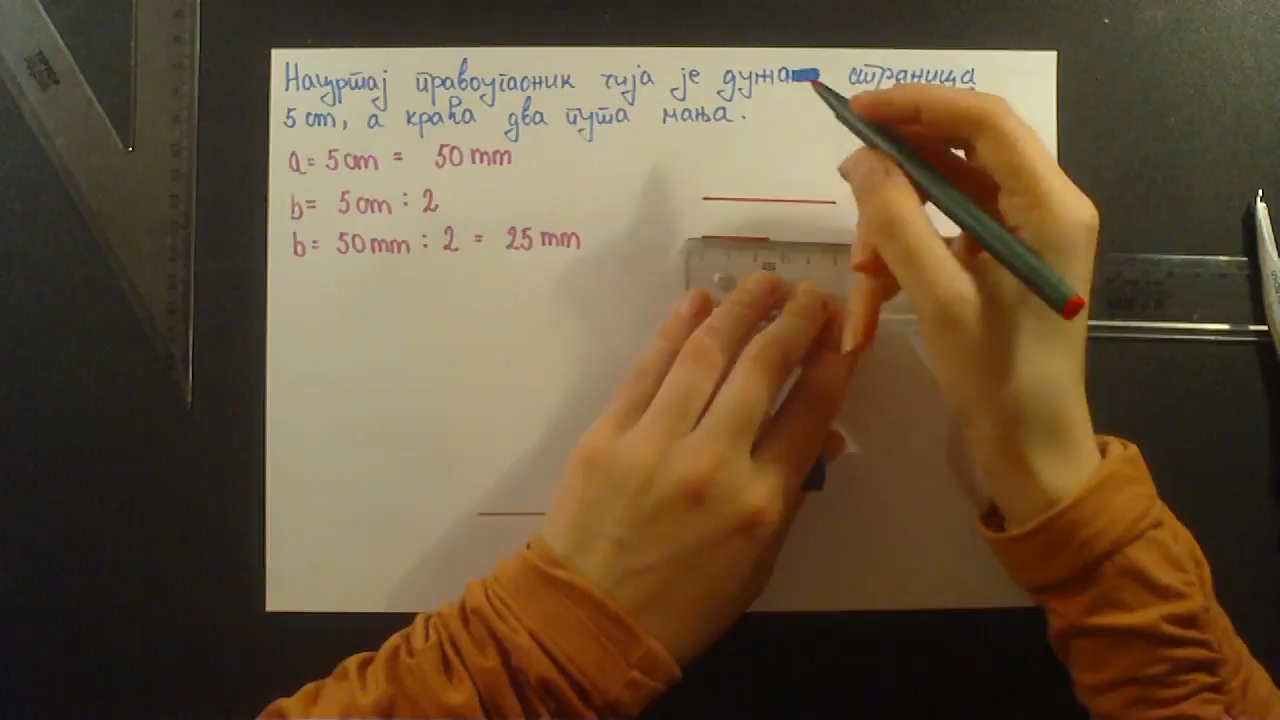 Нацртај правоугаоник чија је дужа страница
5 cm, а краћа два пута мања.
a = 5 cm = 50 mm
b = 5 cm : 2
b = 50 mm : 2 = 25 mm